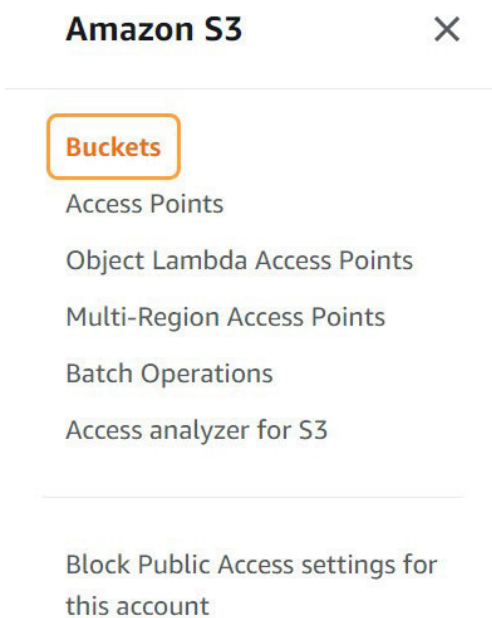 Amazon S3
Buckets
Access Points
Object Lambda Access Points
Multi-Region Access Points
Batch Operations
Access analyzer for S3
Block Public Access settings for
this account